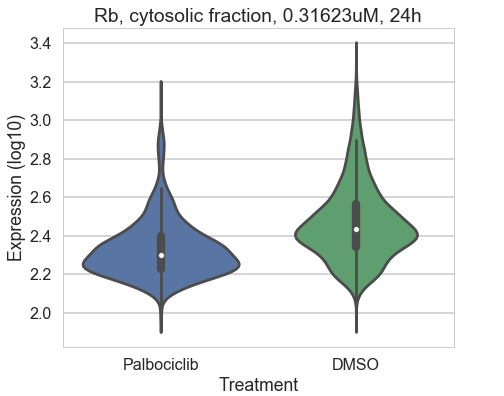 Rb, cytosolic fraction, 0.31623uM, 24h
3.4
3.2
3.0
2.8
2.6
2.4
2.2
2.0
Expression (log10)
Palbociclib DMSO
Treatment